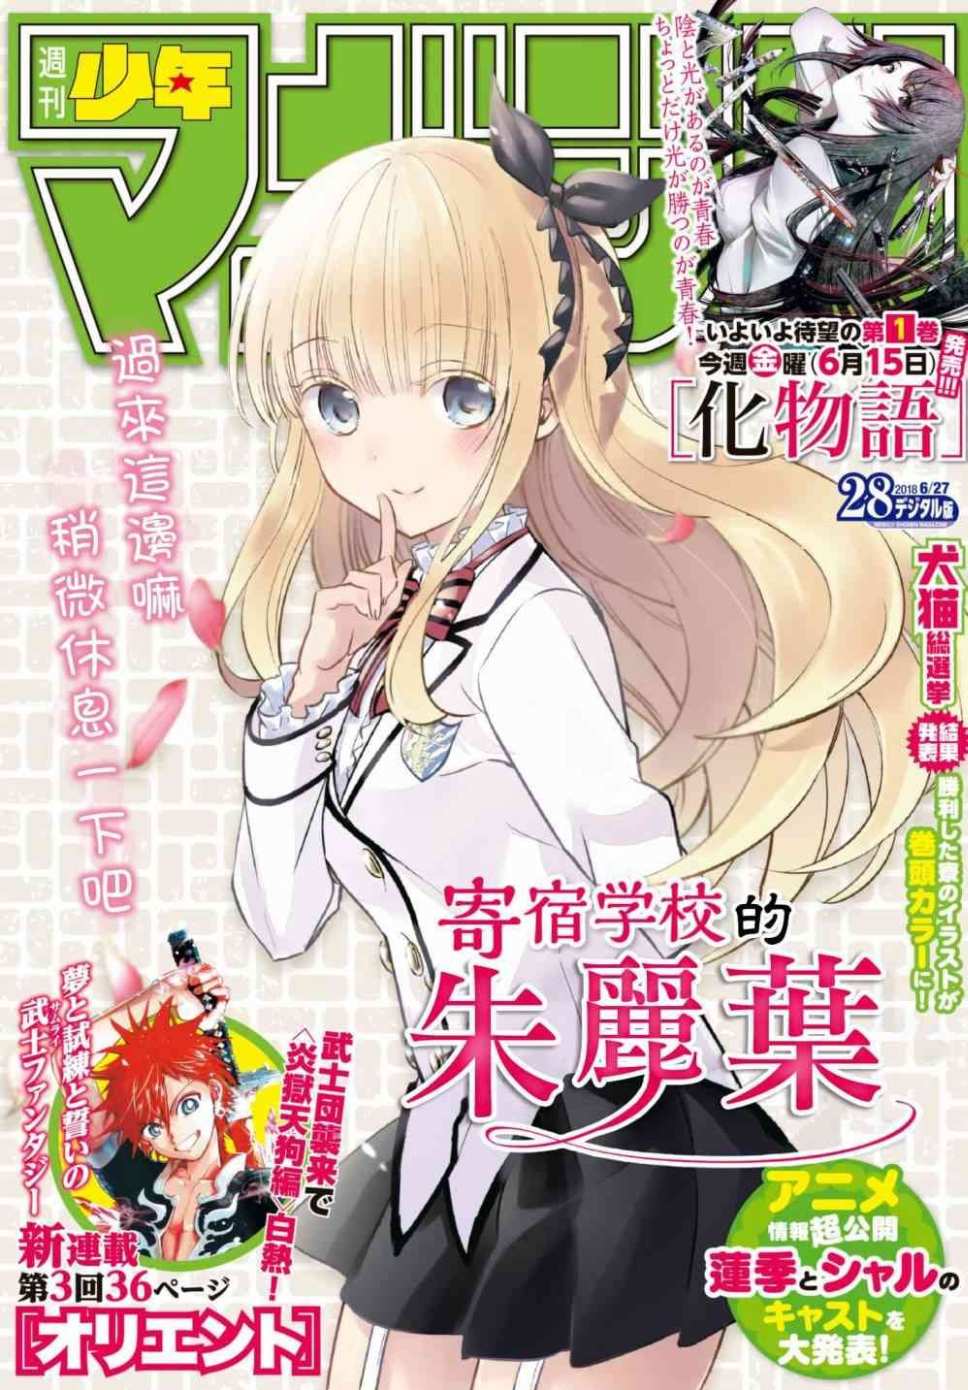 週刊
少年
マガジン
陰と光があるのが青春
ちょっとだけ光が勝つのが青春！
いよいよ待望の第1巻
今週金曜(6月15日)
発売!!!
[化物語]
28
2018 6/27
デジタル版
WEEKLY SHONEN MAGAZINE
犬猫総選挙
結果発表
勝利した寮のイラストが
巻頭カラーに！
過來這邊嘛
稍微休息一下吧
寄宿学校的
朱麗葉
夢と試練と誓いの
サムライ
武士ファンタジー
武士団襲来で
〈炎獄天狗編〉白熱！
新連載
第3回36ページ
[オリエント]
アニメ
情報超公開
蓮季とシャルの
キャストを
大発表！